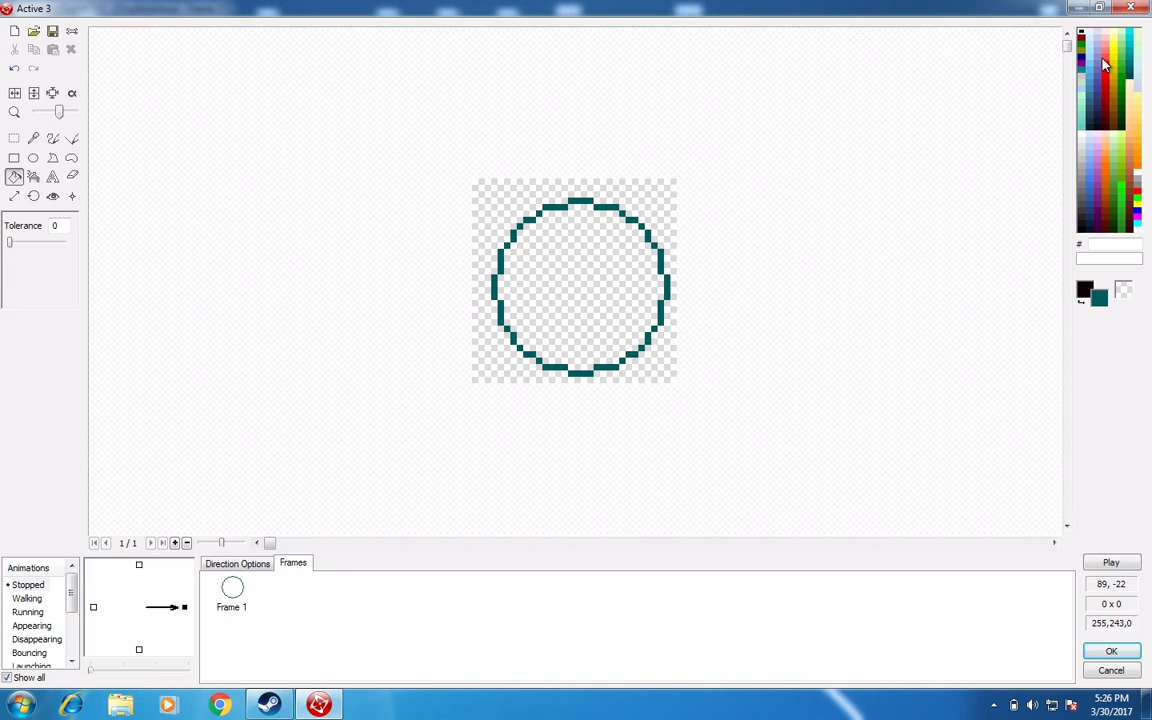 Active 3
Tolerance 0
#
1 / 1
Animations
Stopped
Walking
Running
Appearing
Disappearing
Bouncing
Launching
Show all
Direction Options
Frames
Frame 1
Play
89, -22
0 x 0
255,243,0
OK
Cancel
5:26 PM
3/30/2017